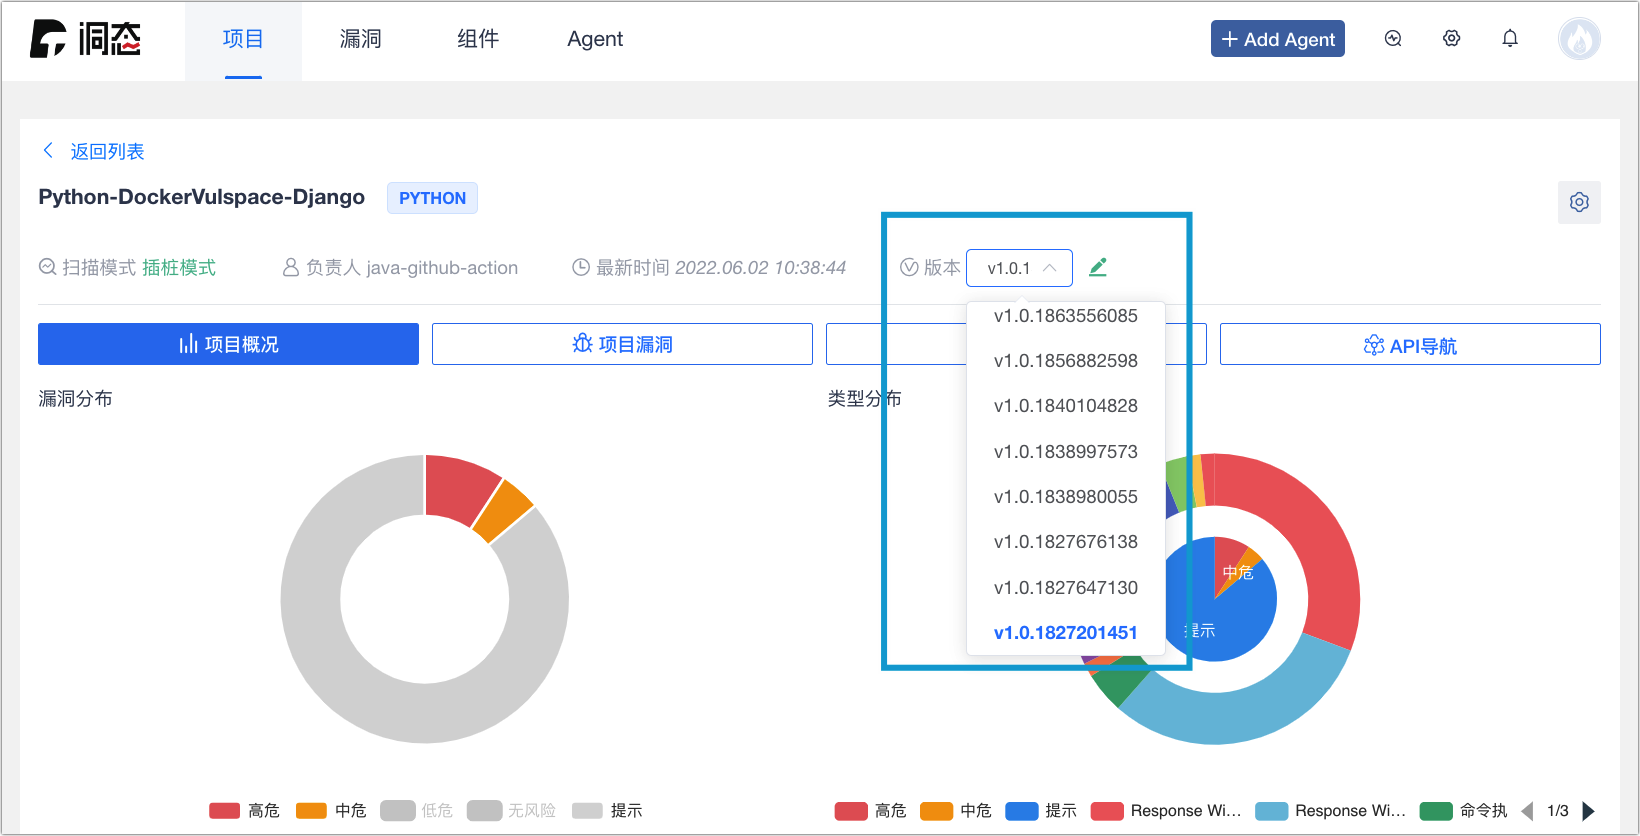 洞态
项目
漏洞
组件
Agent
+ Add Agent
返回列表
Python-DockerVulspace-Django
PYTHON
扫描模式 插桩模式
负责人 java-github-action
最新时间 2022.06.02 10:38:44
版本
v1.0.1
v1.0.1863556085
v1.0.1856882598
v1.0.1840104828
v1.0.1838997573
v1.0.1838980055
v1.0.1827676138
v1.0.1827647130
v1.0.1827201451
项目概况
项目漏洞
API导航
漏洞分布
类型分布
中危
提示
高危
中危
低危
无风险
提示
高危
中危
提示
Response Wi...
Response Wi...
命令执
1/3